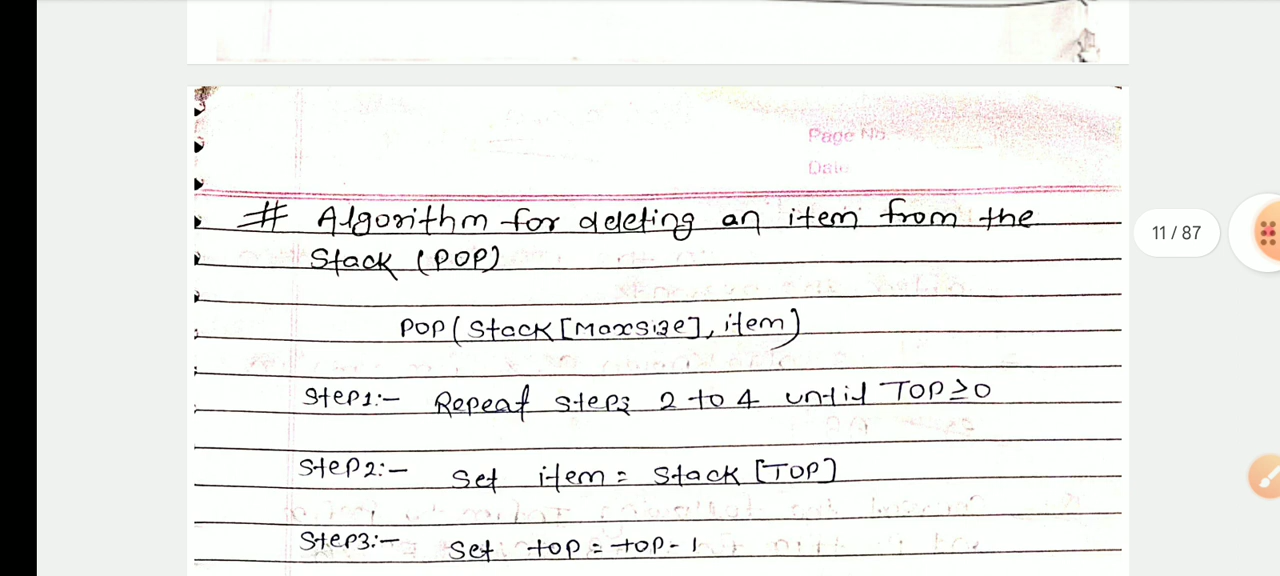 Page No
Date
# Algorithm for deleting an item from the
Stack (POP)
11 / 87
POP (Stack [Maxsize], item)
Step1:- Repeat steps 2 to 4 until TOP ≥ 0
Step2:- Set item = Stack [TOP]
Step3:- Set top = top - 1